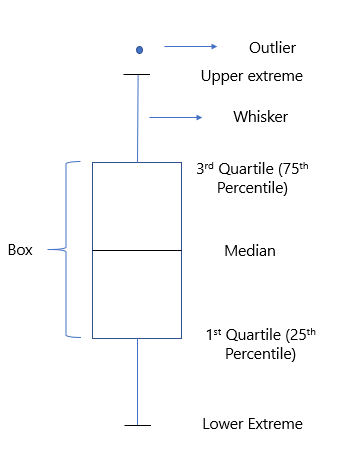 Outlier
Upper extreme
Whisker
3rd Quartile (75th
Percentile)
Box
Median
1st Quartile (25th
Percentile)
Lower Extreme